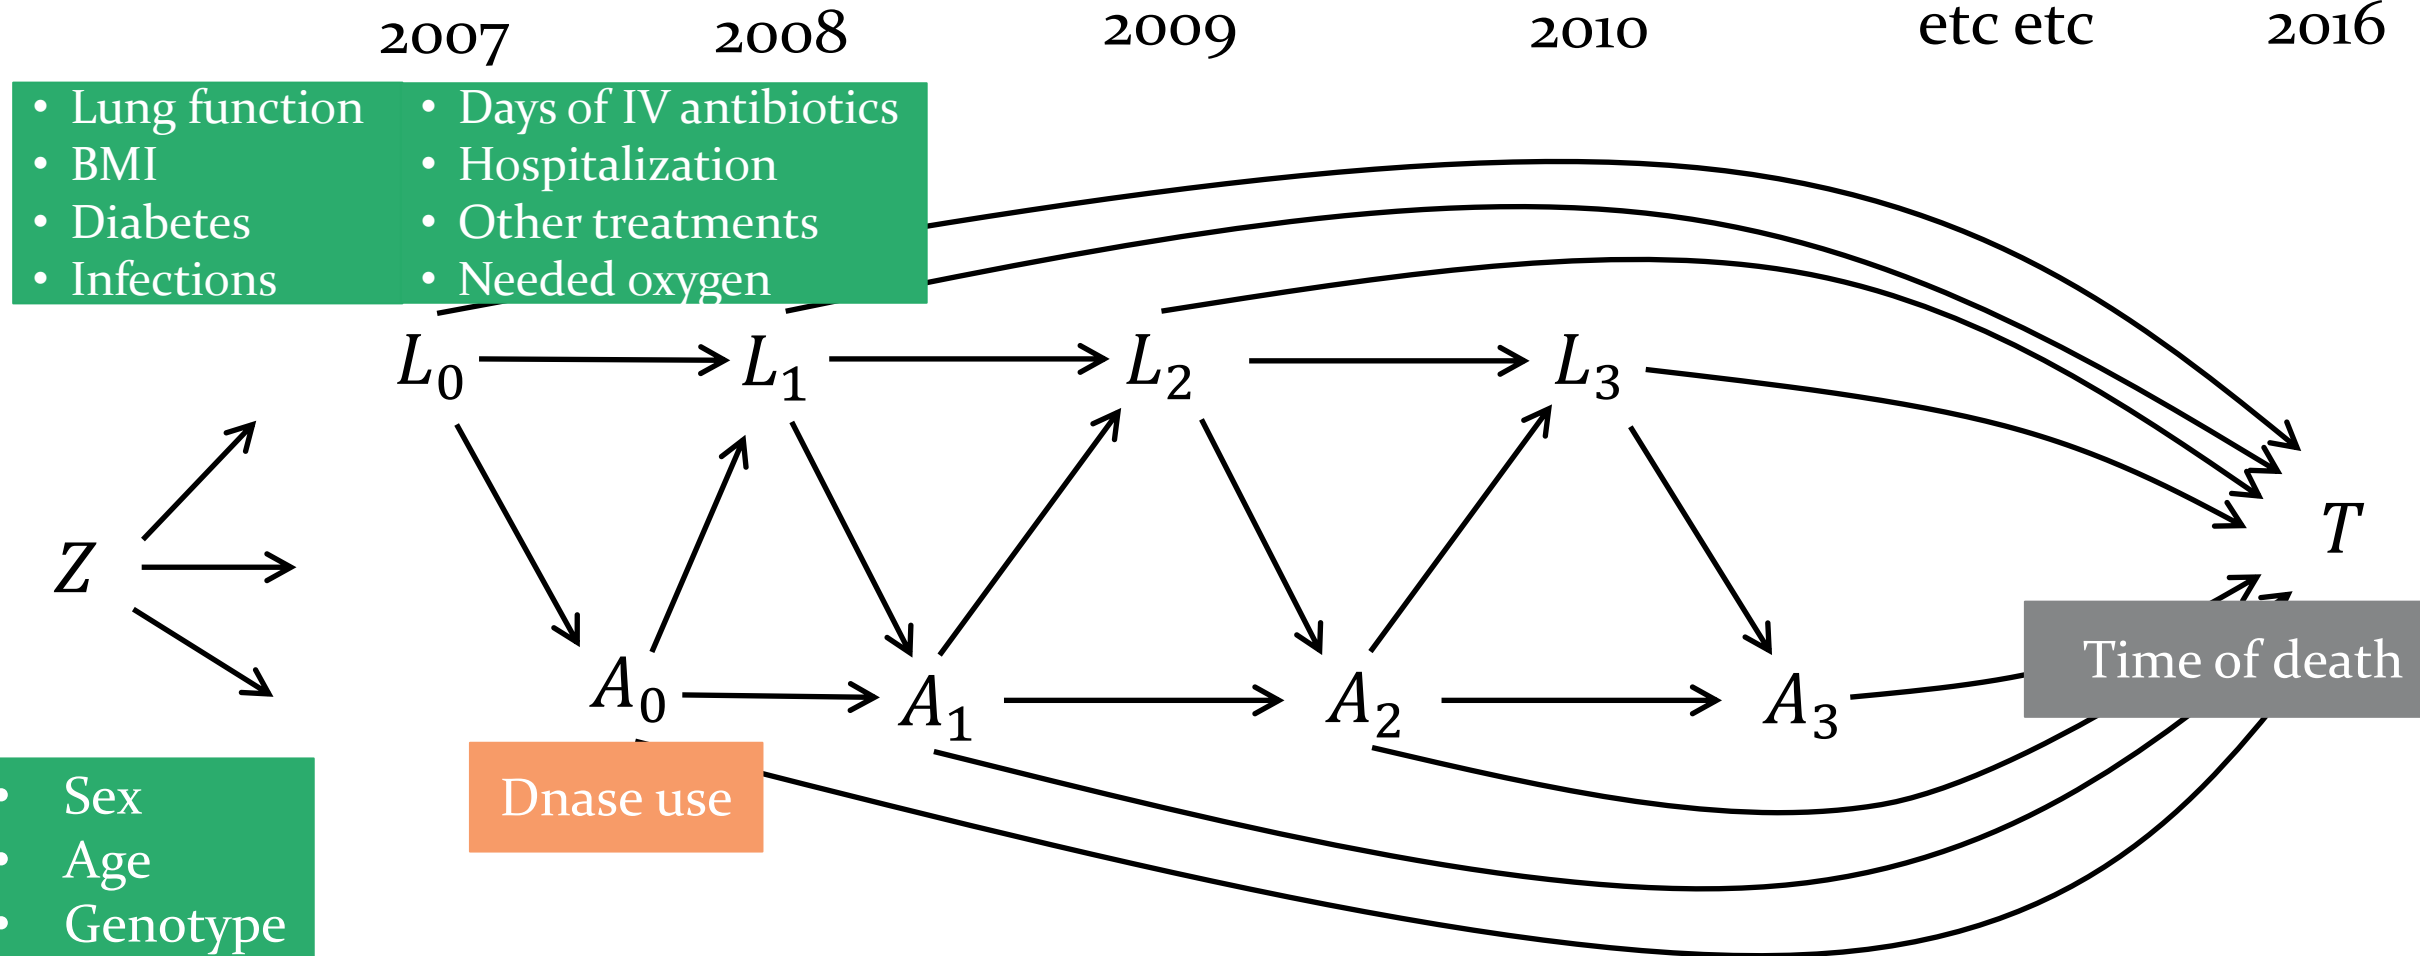 2007 2008 2009 2010 etc etc 2016
• Lung function
• BMI
• Diabetes
• Infections
• Days of IV antibiotics
• Hospitalization
• Other treatments
• Needed oxygen
L₀ L₁ L₂ L₃
T
Z
Time of death
A₀ A₁ A₂ A₃
Dnase use
• Sex
• Age
• Genotype